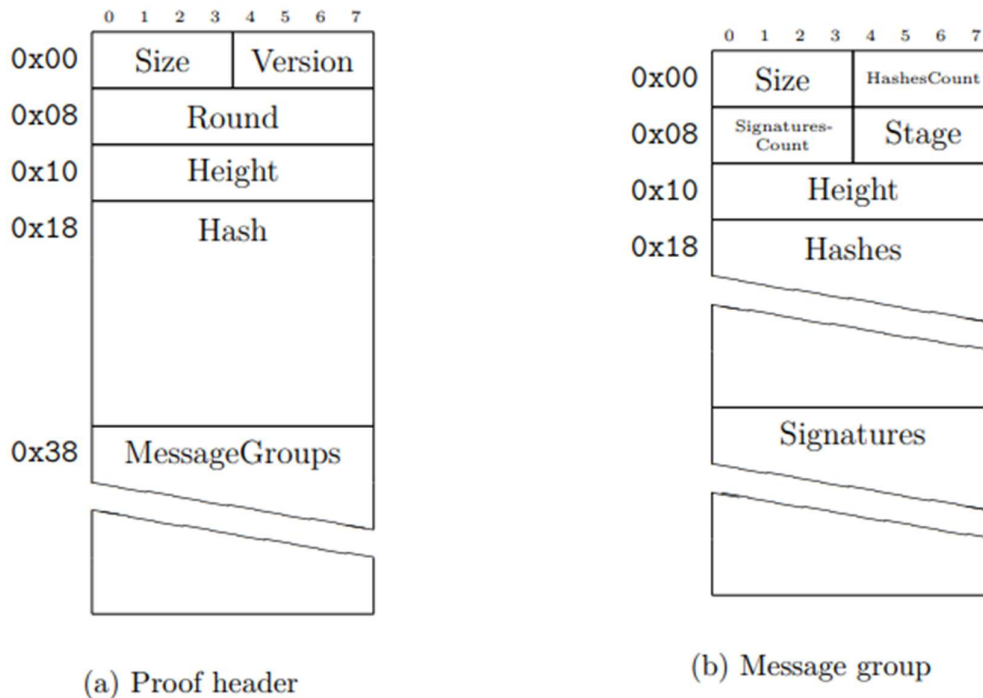 0 1 2 3 4 5 6 7
0x00 Size Version
0x08 Round
0x10 Height
0x18 Hash
0x38 MessageGroups
(a) Proof header
0 1 2 3 4 5 6 7
0x00 Size HashesCount
0x08 Signatures-
Count Stage
0x10 Height
0x18 Hashes
Signatures
(b) Message group